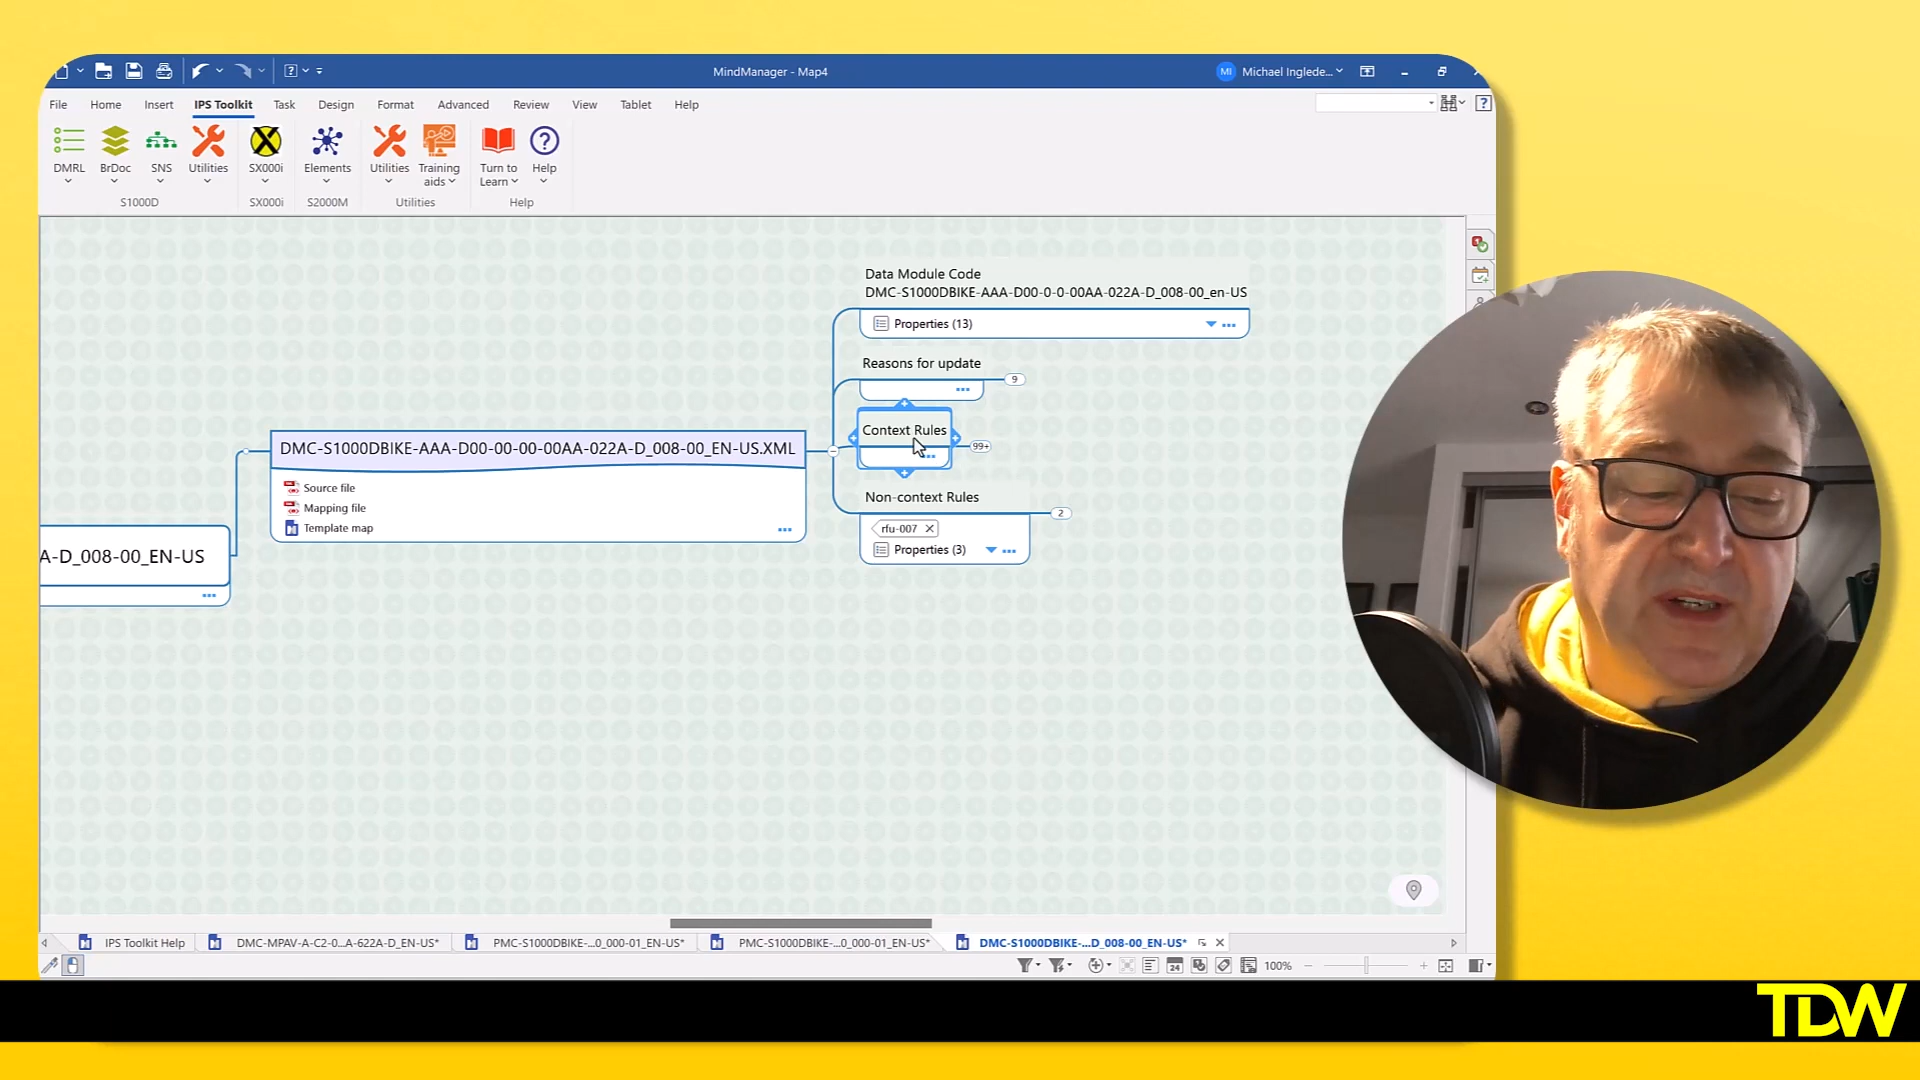 MindManager - Map4
MI Michael Inglede...
File Home Insert IPS Toolkit Task Design Format Advanced Review View Tablet Help
DMRL BrDoc SNS Utilities SX000i Elements Utilities Training aids Turn to Learn Help
S1000D SX000i S2000M Utilities Help
Data Module Code
DMC-S1000DBIKE-AAA-D00-0-0-00AA-022A-D_008-00_en-US
Properties (13)
Reasons for update
9
Context Rules
99+
DMC-S1000DBIKE-AAA-D00-00-00-00AA-022A-D_008-00_EN-US.XML
Source file
Mapping file
Template map
Non-context Rules
2
rfu-007
Properties (3)
A-D_008-00_EN-US
IPS Toolkit Help
DMC-MPAV-A-C2-0...A-622A-D_EN-US*
PMC-S1000DBIKE-...0_000-01_EN-US*
PMC-S1000DBIKE-...0_000-01_EN-US*
DMC-S1000DBIKE-...D_008-00_EN-US*
24
100%
TDW